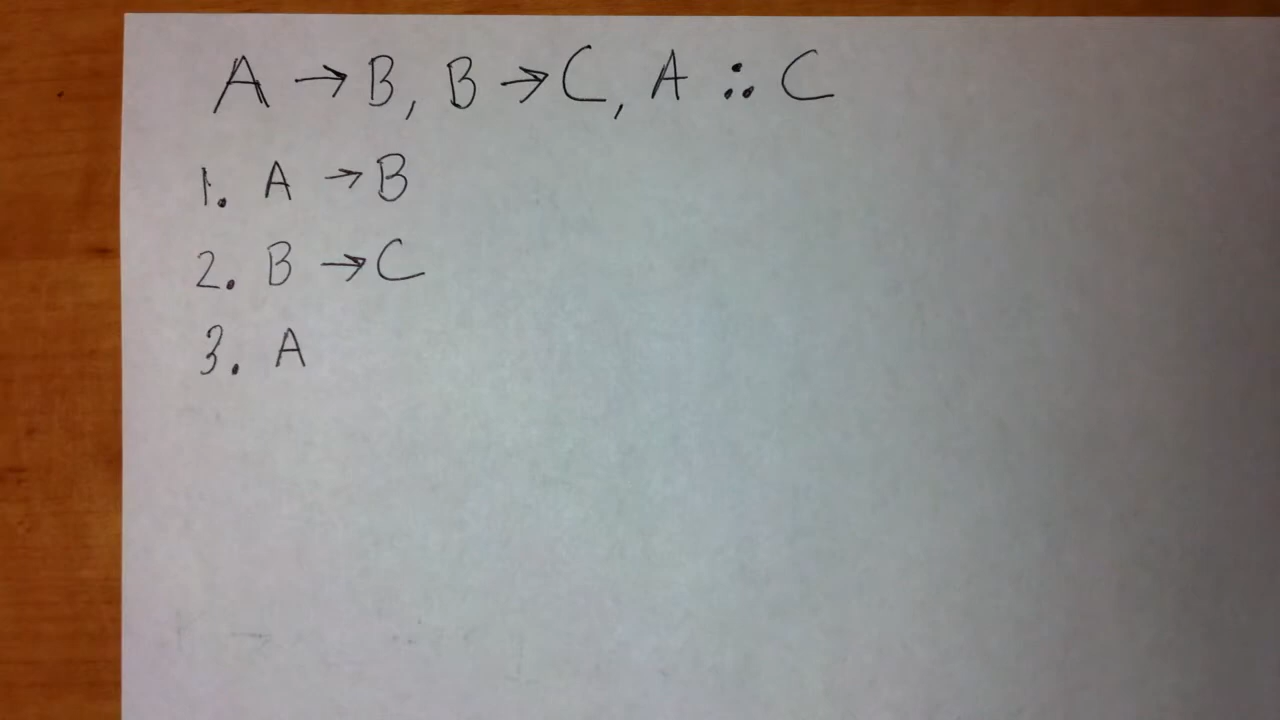 A → B, B → C, A ∴ C
1. A → B
2. B → C
3. A